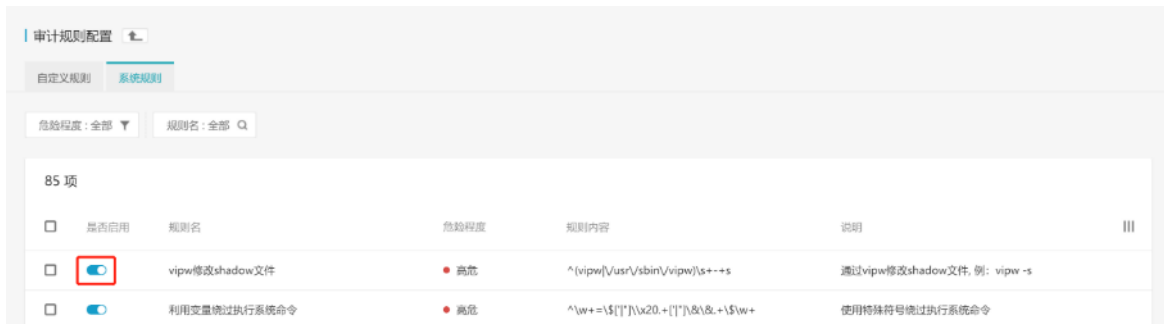 审计规则配置
自定义规则 系统规则
危险程度 : 全部 规则名 : 全部
85 项
是否启用 规则名 危险程度 规则内容 说明
vipw修改shadow文件 高危 ^(vipw|\/usr\/sbin\/vipw)\s+-+s 通过vipw修改shadow文件, 例：vipw -s
利用变量绕过执行系统命令 高危 ^\w+=\$['|"]\\x20.+['|"]\&\&.+\$\w+ 使用特殊符号绕过执行系统命令